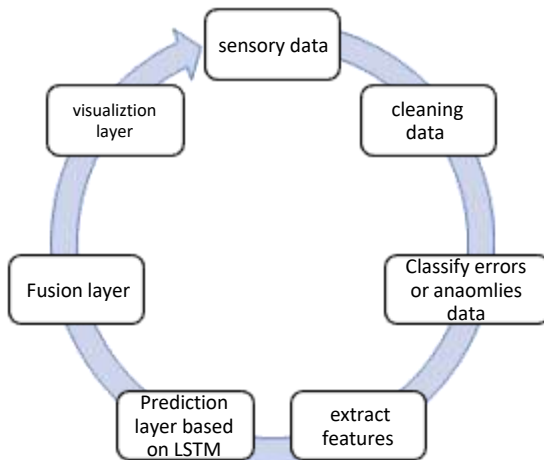 sensory data
cleaning
data
Classify errors
or anaomlies
data
extract
features
Prediction
layer based
on LSTM
Fusion layer
visualiztion
layer